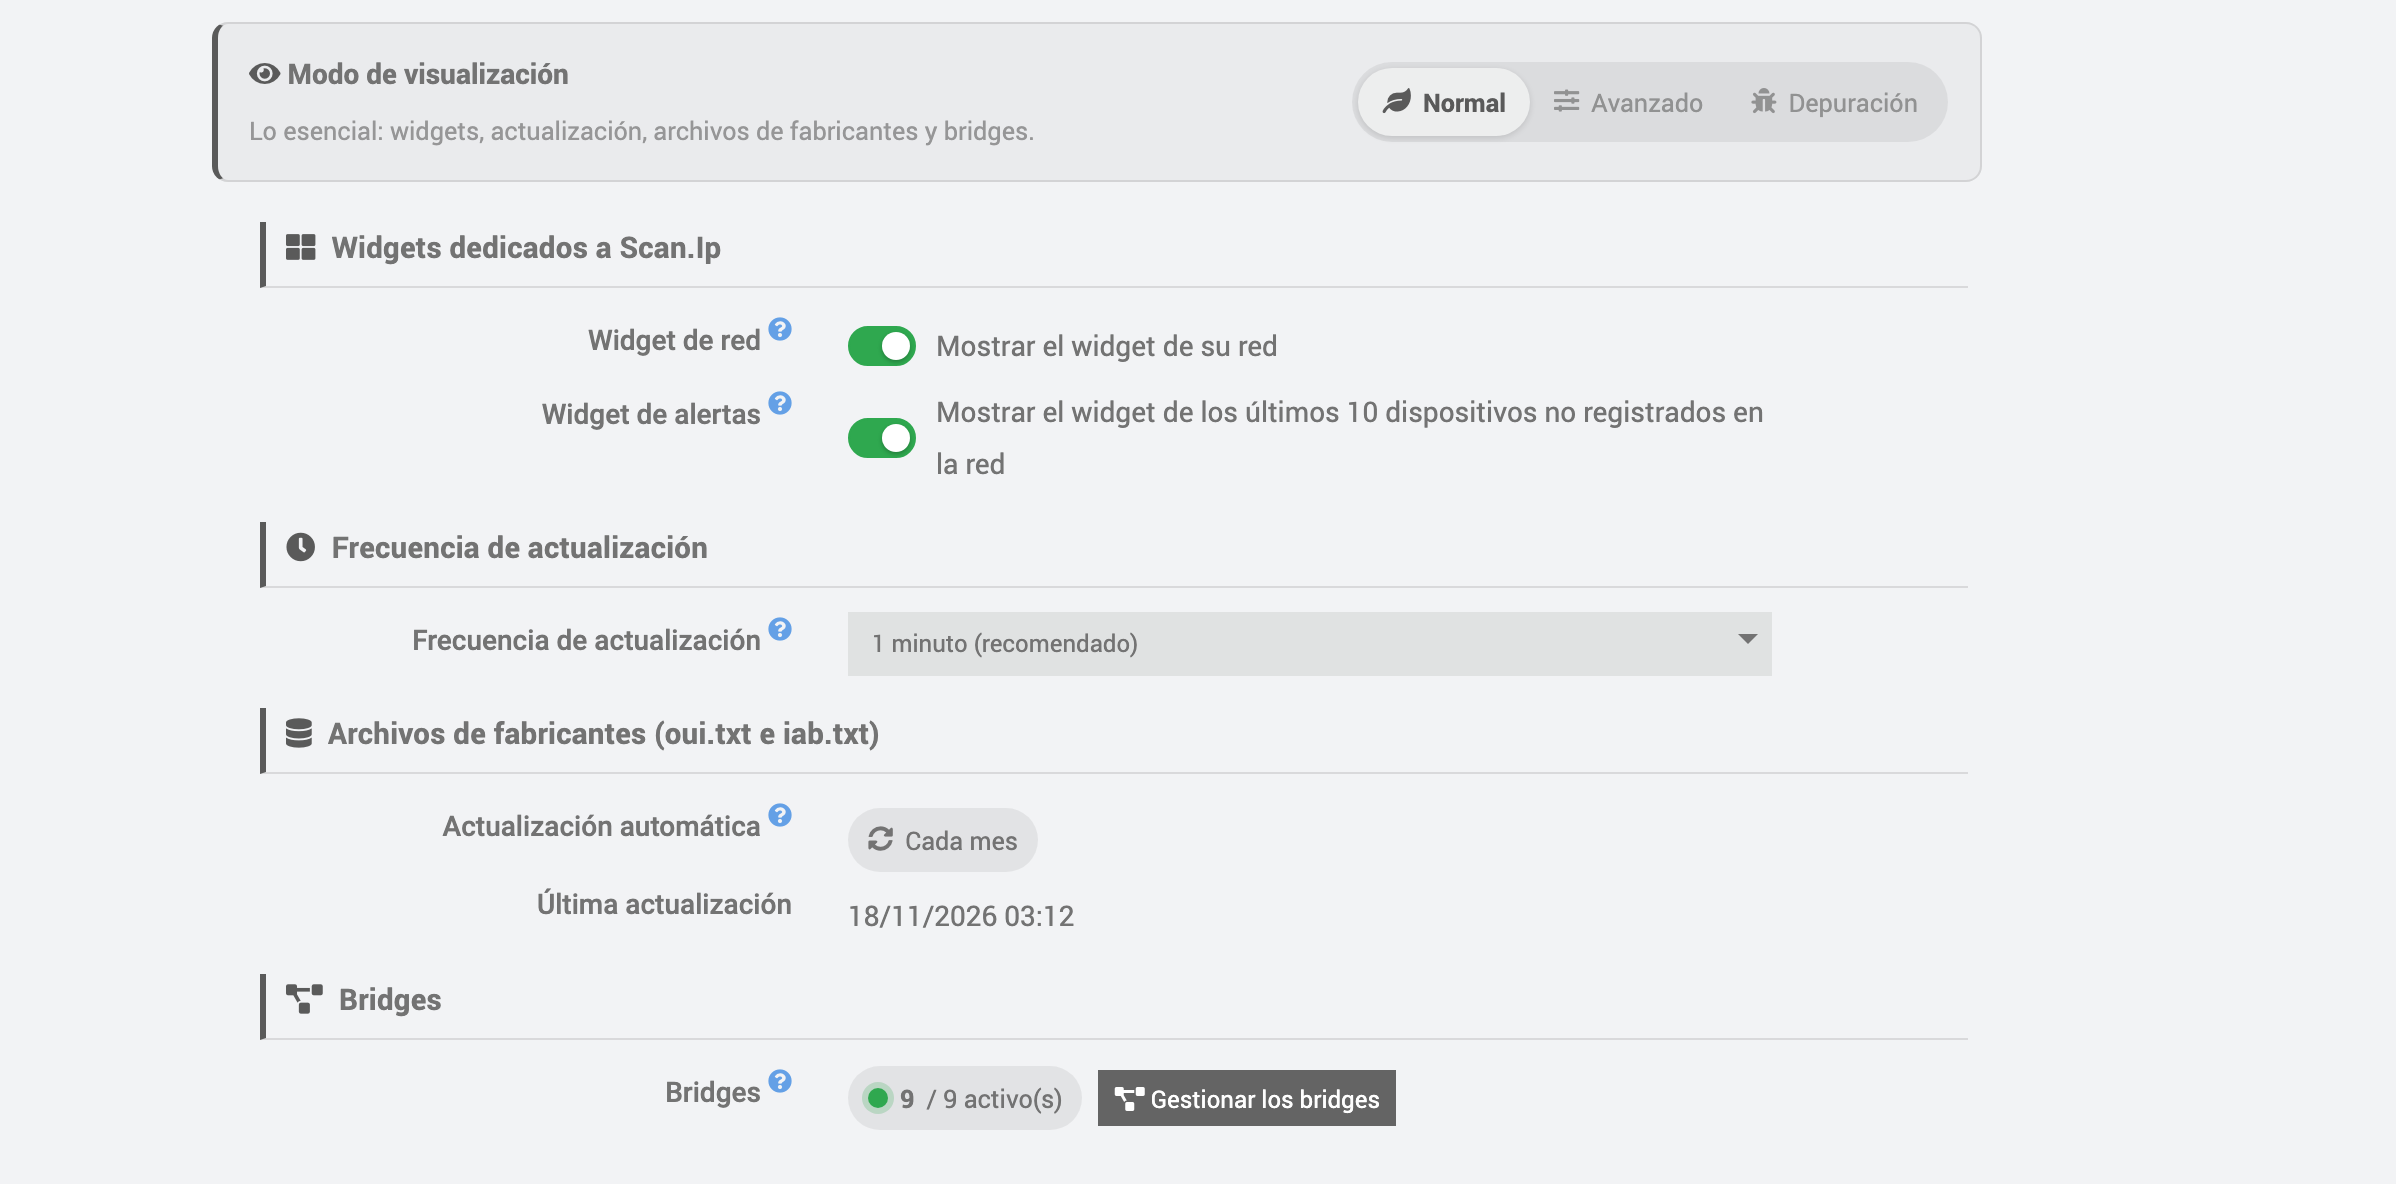 Modo de visualización
Lo esencial: widgets, actualización, archivos de fabricantes y bridges.
Normal
Avanzado
Depuración
Widgets dedicados a Scan.Ip
Widget de red ?
Mostrar el widget de su red
Widget de alertas ?
Mostrar el widget de los últimos 10 dispositivos no registrados en
la red
Frecuencia de actualización
Frecuencia de actualización ?
1 minuto (recomendado)
Archivos de fabricantes (oui.txt e iab.txt)
Actualización automática ?
Cada mes
Última actualización
18/11/2026 03:12
Bridges
Bridges ?
9 / 9 activo(s)
Gestionar los bridges